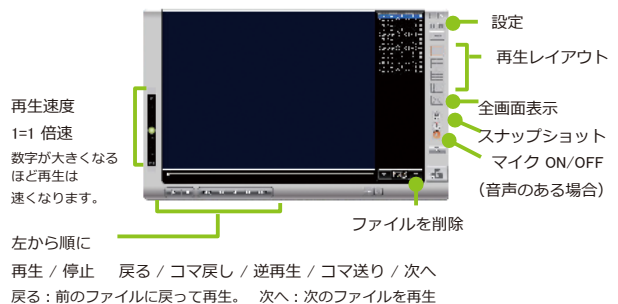 設定
再生レイアウト
再生速度
1=1 倍速
数字が大きくなる
ほど再生は
速くなります。
全画面表示
スナップショット
マイク ON/OFF
（音声のある場合）
ファイルを削除
左から順に
再生 / 停止　戻る / コマ戻し / 逆再生 / コマ送り / 次へ
戻る：前のファイルに戻って再生。　次へ：次のファイルを再生